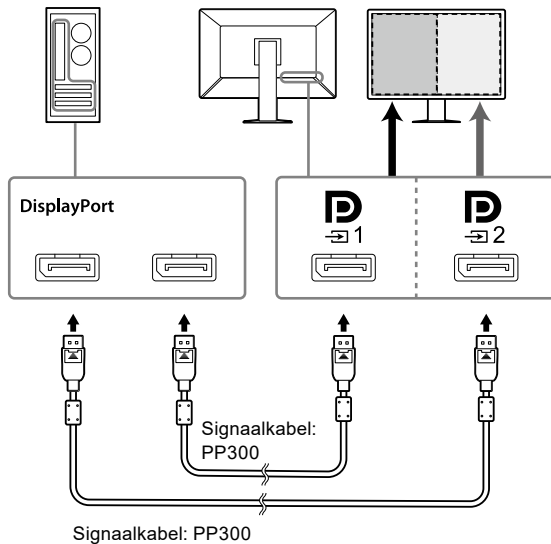 DisplayPort
1
2
Signaalkabel:
PP300
Signaalkabel: PP300